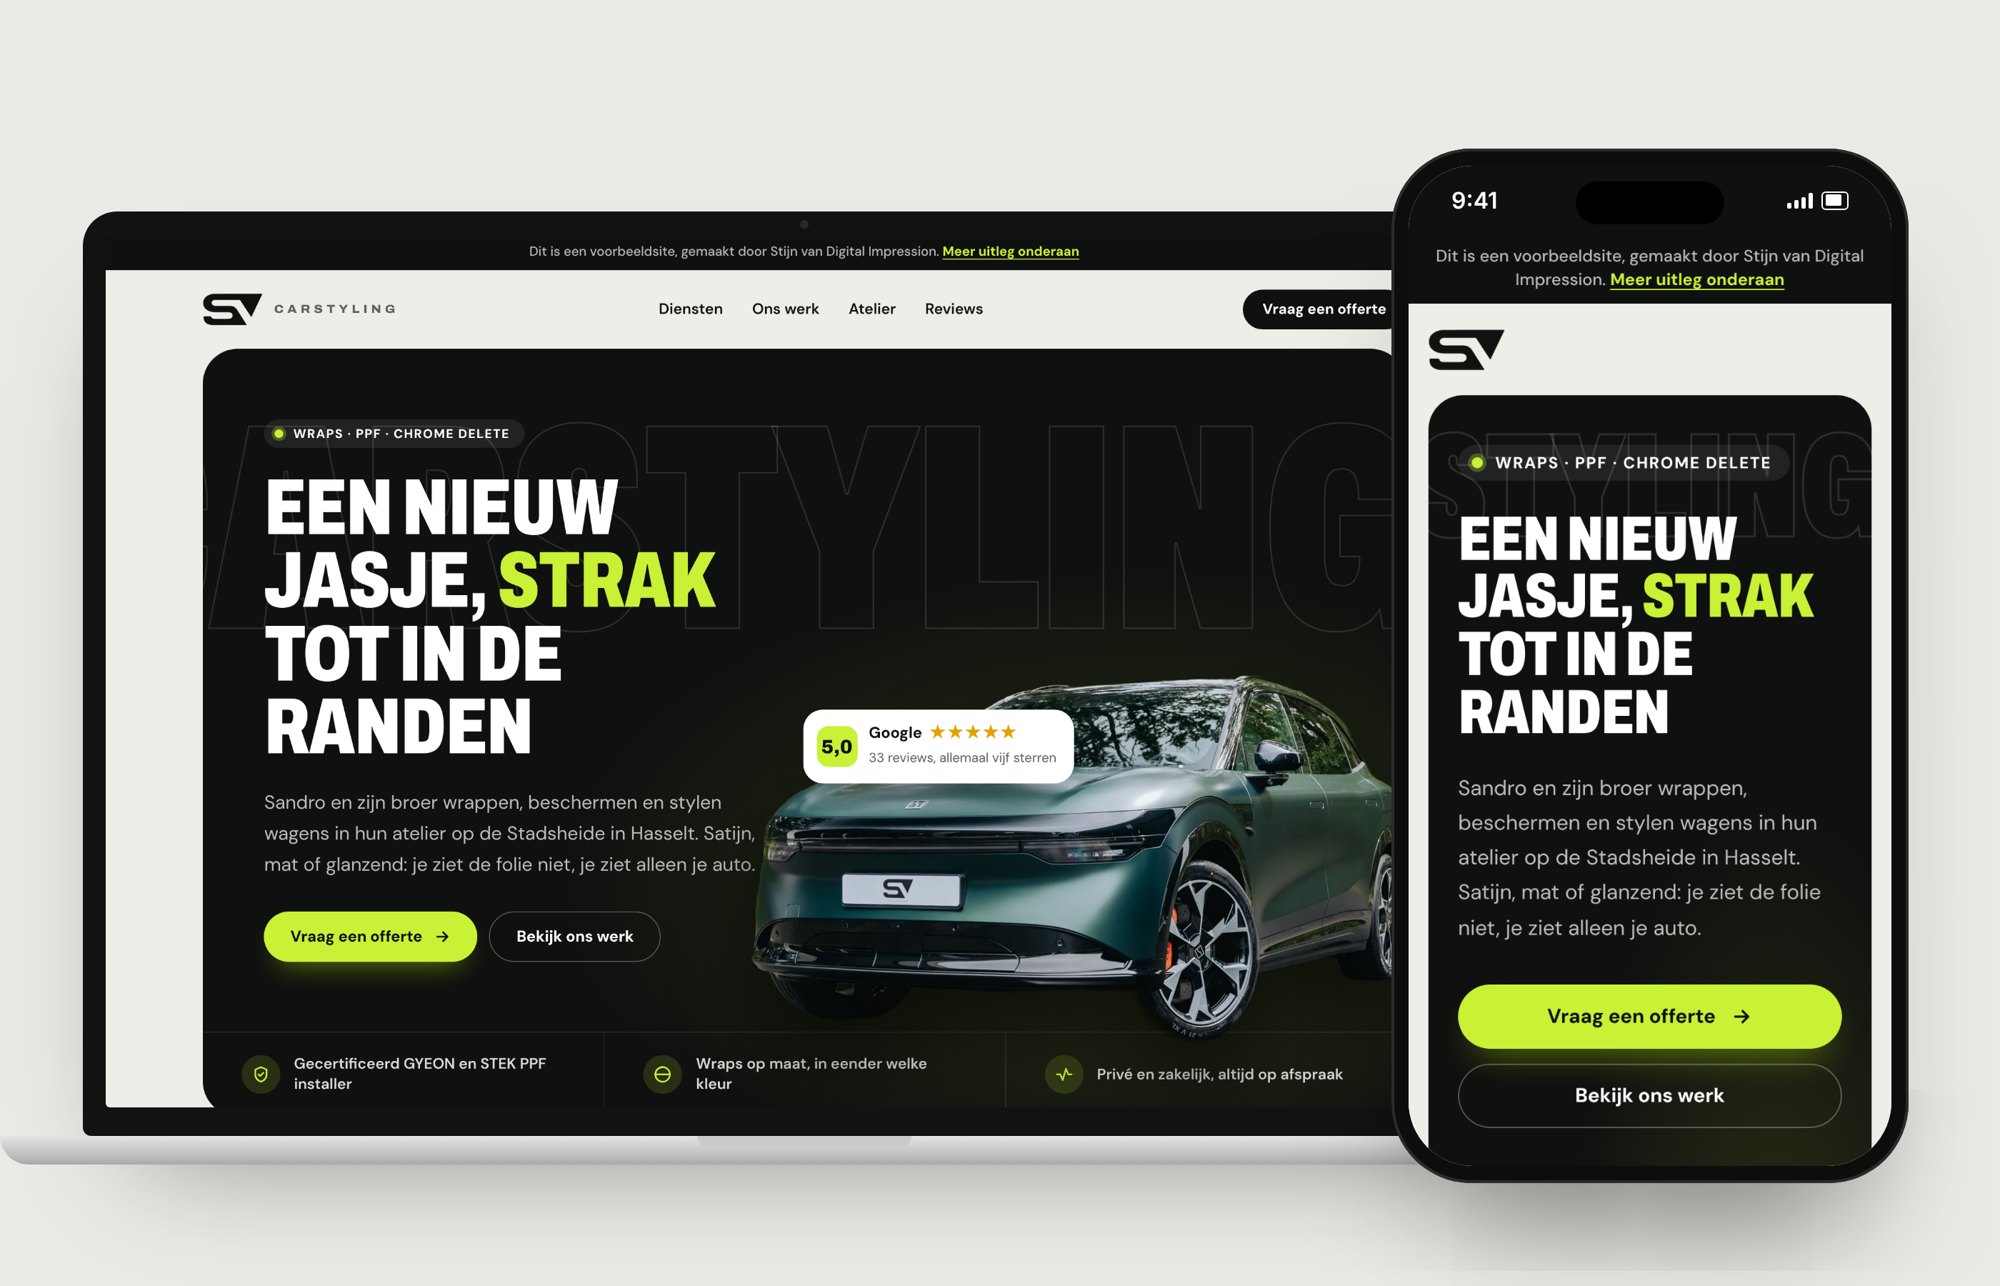 Dit is een voorbeeldsite, gemaakt door Stijn van Digital Impression. Meer uitleg onderaan
SV CARSTYLING
Diensten Ons werk Atelier Reviews
Vraag een offerte
CARSTYLING
WRAPS · PPF · CHROME DELETE
EEN NIEUW
JASJE, STRAK
TOT IN DE
RANDEN
Sandro en zijn broer wrappen, beschermen en stylen
wagens in hun atelier op de Stadsheide in Hasselt. Satijn,
mat of glanzend: je ziet de folie niet, je ziet alleen je auto.
Vraag een offerte →
Bekijk ons werk
5,0
Google ★★★★★
33 reviews, allemaal vijf sterren
SV
Gecertificeerd GYEON en STEK PPF
installer
Wraps op maat, in eender welke
kleur
Privé en zakelijk, altijd op afspraak
9:41
Dit is een voorbeeldsite, gemaakt door Stijn van Digital
Impression. Meer uitleg onderaan
SV
STYLING
WRAPS · PPF · CHROME DELETE
EEN NIEUW
JASJE, STRAK
TOT IN DE
RANDEN
Sandro en zijn broer wrappen,
beschermen en stylen wagens in hun
atelier op de Stadsheide in Hasselt.
Satijn, mat of glanzend: je ziet de folie
niet, je ziet alleen je auto.
Vraag een offerte →
Bekijk ons werk